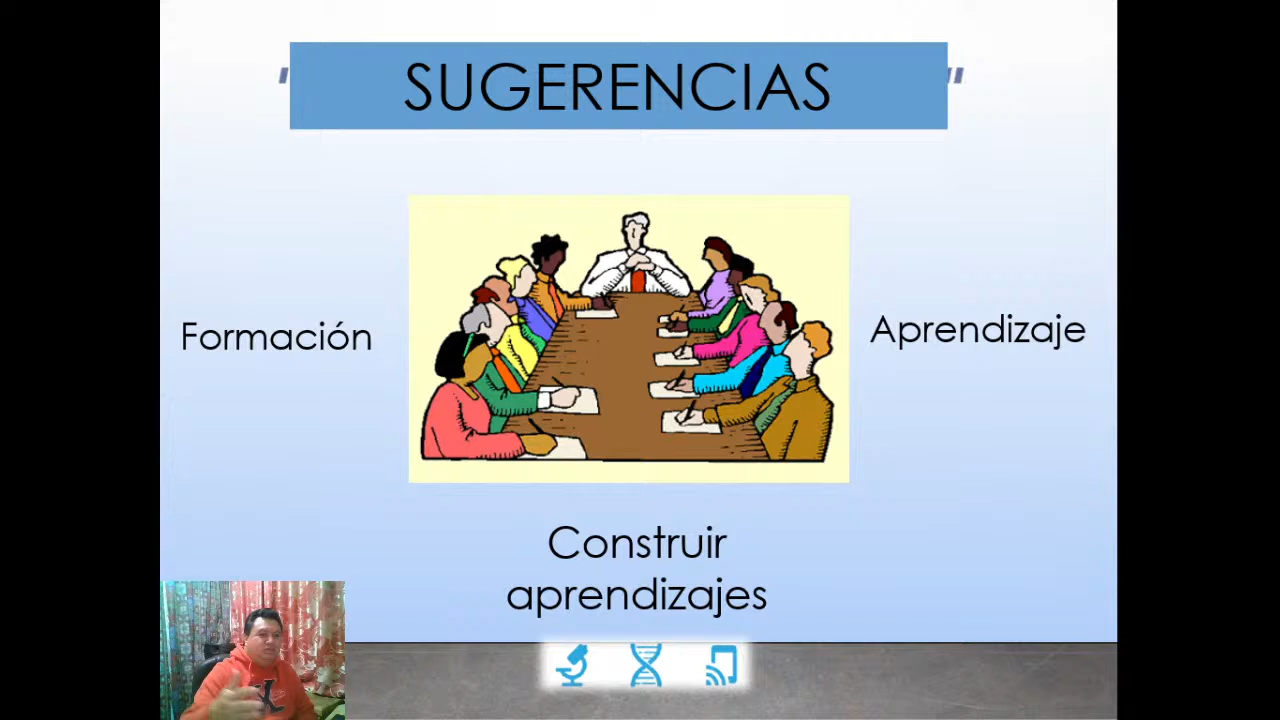 " SUGERENCIAS "
Formación
Aprendizaje
Construir
aprendizajes